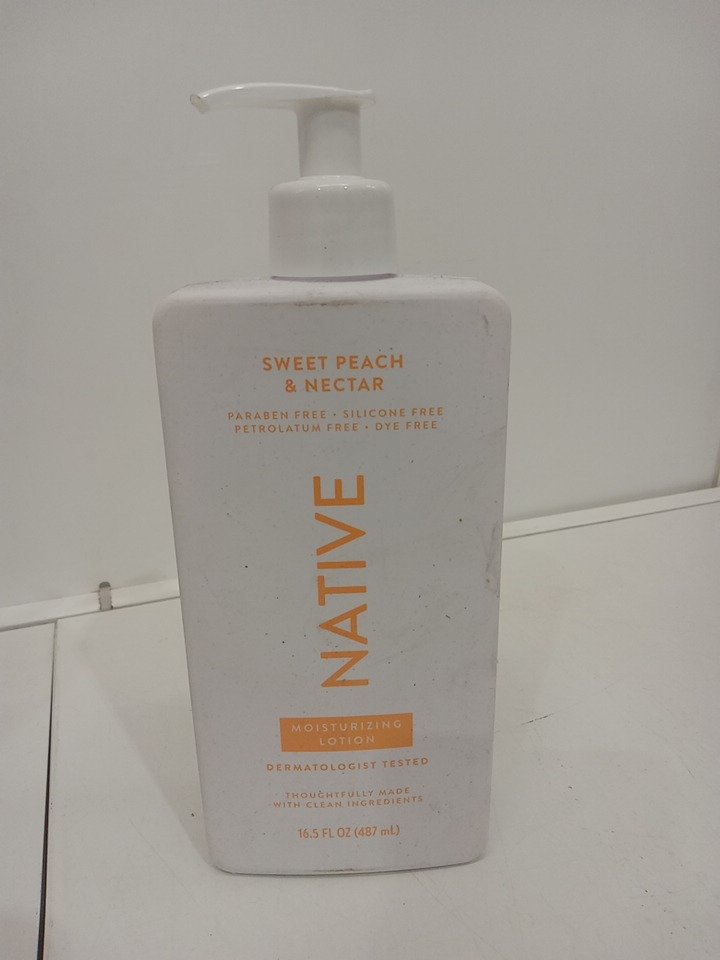 SWEET PEACH
& NECTAR
PARABEN FREE • SILICONE FREE
PETROLATUM FREE • DYE FREE
NATIVE
MOISTURIZING
LOTION
DERMATOLOGIST TESTED
THOUGHTFULLY MADE
WITH CLEAN INGREDIENTS
16.5 FL OZ (487 mL)